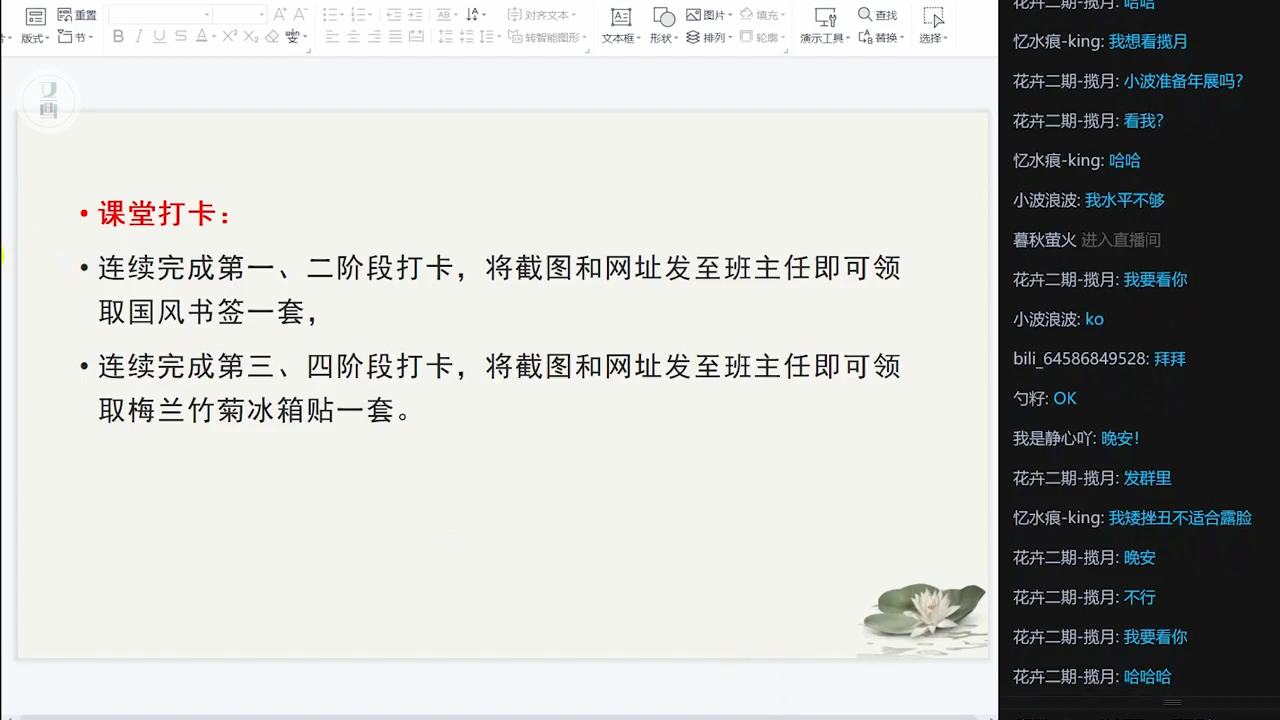 重置
版式
节
B I U S A X² X₂
AB
对齐文本
转智能图形
文本框
形状
图片
排列
填充
轮廓
演示工具
查找
替换
选择
• 课堂打卡：
• 连续完成第一、二阶段打卡，将截图和网址发至班主任即可领
取国风书签一套，
• 连续完成第三、四阶段打卡，将截图和网址发至班主任即可领
取梅兰竹菊冰箱贴一套。
花卉二期-揽月: 哈哈
忆水痕-king: 我想看揽月
花卉二期-揽月: 小波准备年展吗?
花卉二期-揽月: 看我?
忆水痕-king: 哈哈
小波浪波: 我水平不够
暮秋萤火 进入直播间
花卉二期-揽月: 我要看你
小波浪波: ko
bili_64586849528: 拜拜
勺籽: OK
我是静心吖: 晚安!
花卉二期-揽月: 发群里
忆水痕-king: 我矮挫丑不适合露脸
花卉二期-揽月: 晚安
花卉二期-揽月: 不行
花卉二期-揽月: 我要看你
花卉二期-揽月: 哈哈哈